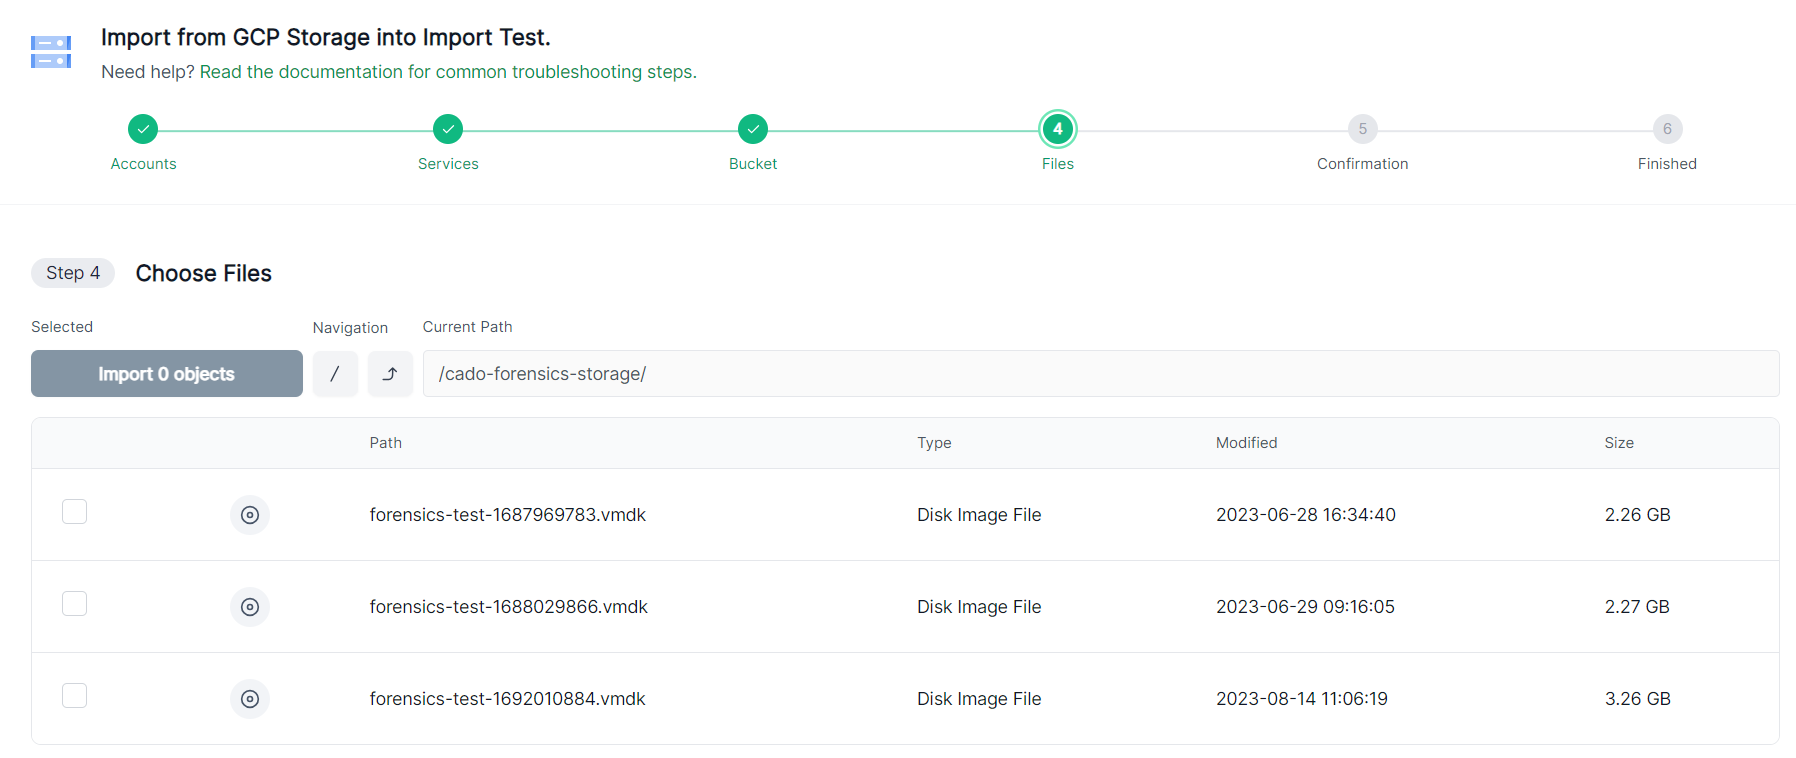 Import from GCP Storage into Import Test.
Need help? Read the documentation for common troubleshooting steps.
4 5 6
Accounts Services Bucket Files Confirmation Finished
Step 4 Choose Files
Selected Navigation Current Path
Import 0 objects / /cado-forensics-storage/
Path Type Modified Size
forensics-test-1687969783.vmdk Disk Image File 2023-06-28 16:34:40 2.26 GB
forensics-test-1688029866.vmdk Disk Image File 2023-06-29 09:16:05 2.27 GB
forensics-test-1692010884.vmdk Disk Image File 2023-08-14 11:06:19 3.26 GB